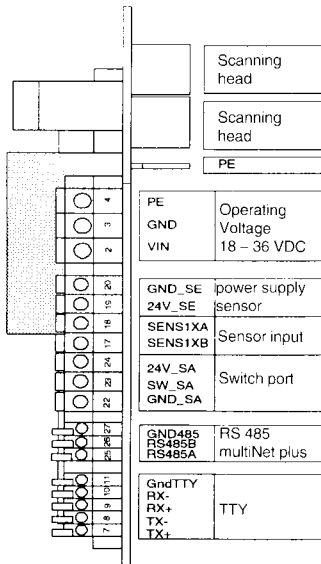 Scanning
head
Scanning
head
PE
4 PE
3 GND
2 VIN
Operating
Voltage
18 – 36 VDC
20 GND_SE
19 24V_SE
power supply
sensor
18 SENS1XA
17 SENS1XB
Sensor input
24 24V_SA
23 SW_SA
22 GND_SA
Switch port
27 GND485
26 RS485B
25 RS485A
RS 485
multiNet plus
11 GndTTY
10 RX-
9 RX+
8 TX-
7 TX+
TTY